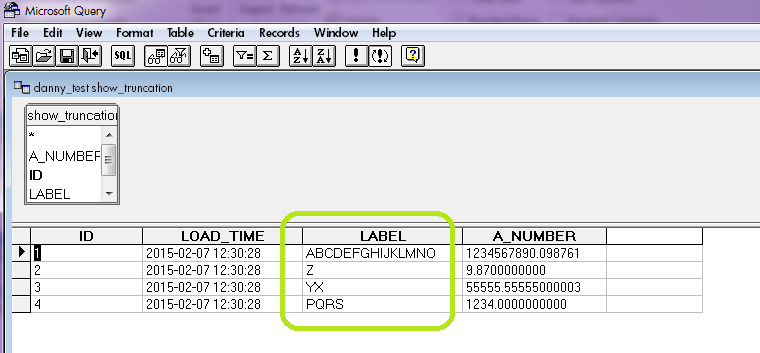 Microsoft Query
File Edit View Format Table Criteria Records Window Help
SQL
danny_test show_truncation
show_truncation
*
A_NUMBER
ID
LABEL
ID LOAD_TIME LABEL A_NUMBER
1 2015-02-07 12:30:28 ABCDEFGHIJKLMNO 1234567890.098761
2 2015-02-07 12:30:28 Z 9.8700000000
3 2015-02-07 12:30:28 YX 55555.55555000003
4 2015-02-07 12:30:28 PQRS 1234.0000000000